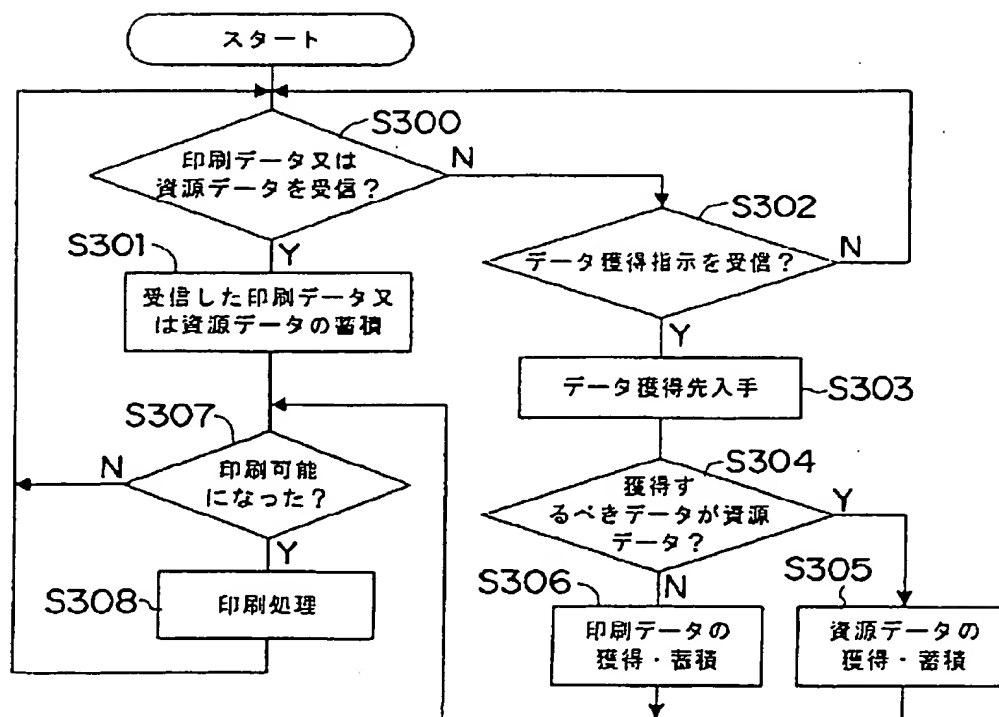 スタート
S300
印刷データ又は
資源データを受信?
N
Y
S301
受信した印刷データ又
は資源データの蓄積
S302
データ獲得指示を受信?
N
Y
データ獲得先入手
S303
S307
印刷可能
になった?
N
Y
S304
獲得す
るべきデータが資源
データ?
Y
N
S308
印刷処理
S306
印刷データの
獲得・蓄積
S305
資源データの
獲得・蓄積